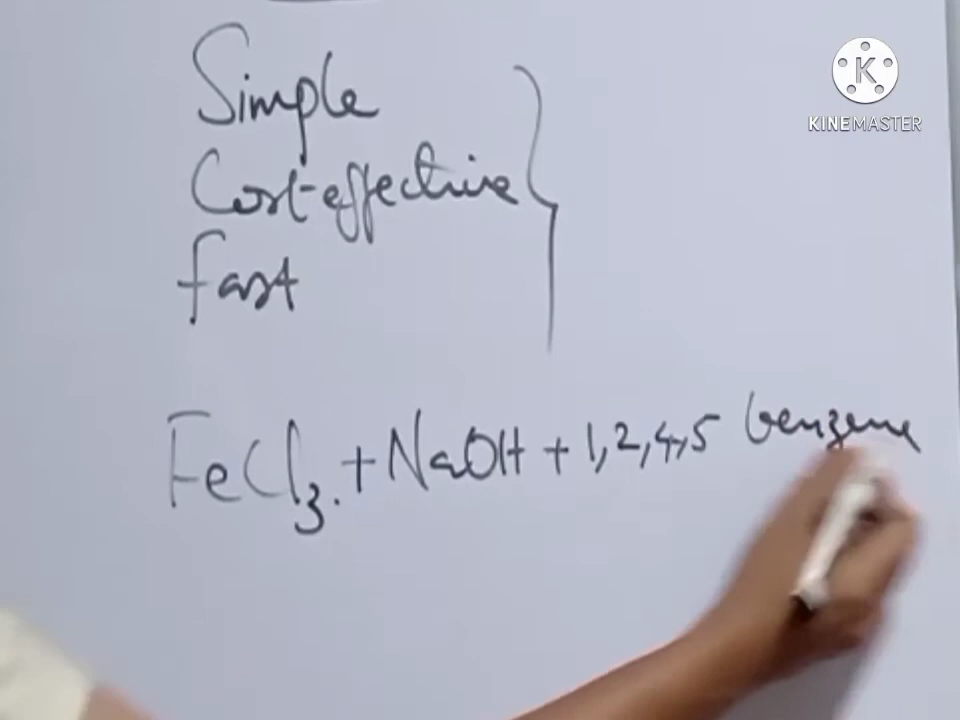 Simple
Cost-effective
Fast
FeCl3. + NaOH + 1,2,4,5 benzene
K
KINEMASTER